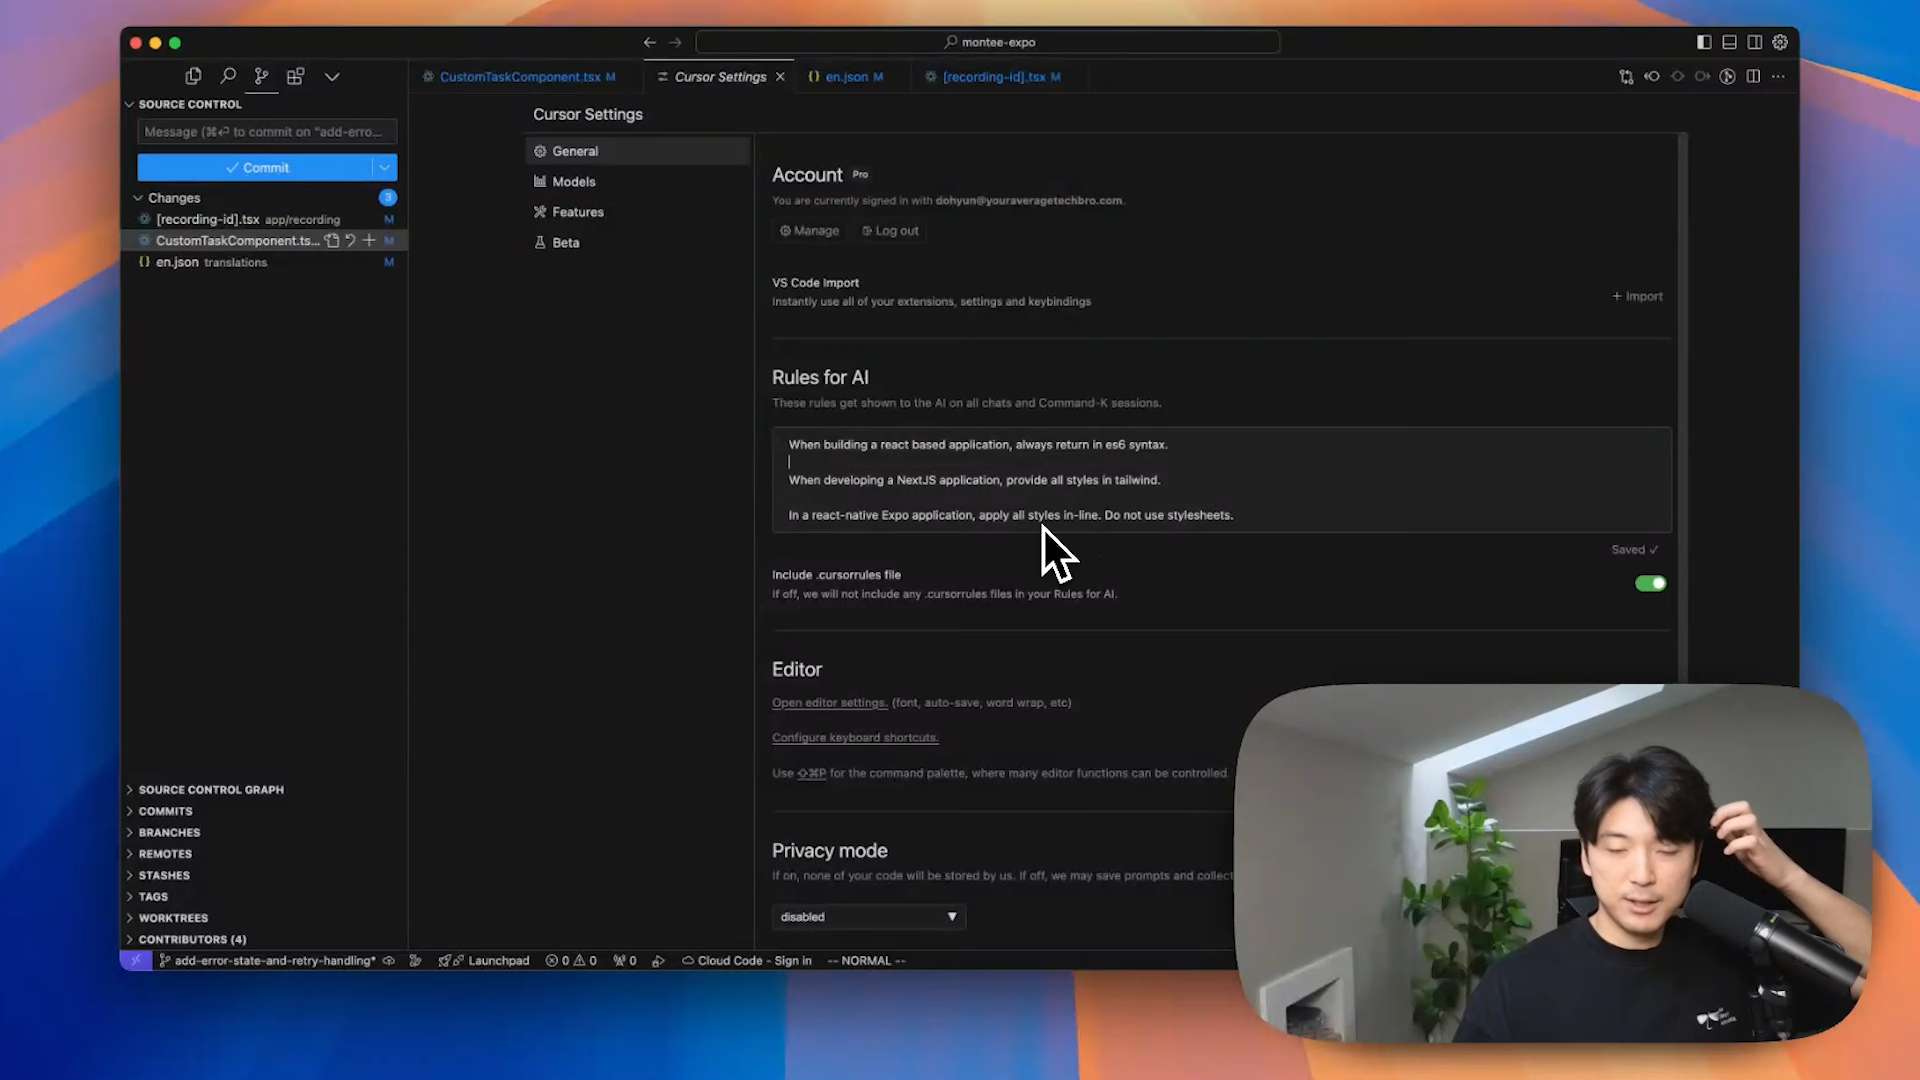 montee-expo
CustomTaskComponent.tsx M
Cursor Settings
{} en.json M
[recording-id].tsx M
SOURCE CONTROL
Message (⌘⏎ to commit on "add-erro...
Commit
Changes
3
[recording-id].tsx app/recording M
CustomTaskComponent.ts... M
{} en.json translations M
SOURCE CONTROL GRAPH
COMMITS
BRANCHES
REMOTES
STASHES
TAGS
WORKTREES
CONTRIBUTORS (4)
Cursor Settings
General
Models
Features
Beta
Account Pro
You are currently signed in with dohyun@youraveragetechbro.com.
Manage
Log out
VS Code Import
Instantly use all of your extensions, settings and keybindings
+ Import
Rules for AI
These rules get shown to the AI on all chats and Command-K sessions.
When building a react based application, always return in es6 syntax.
When developing a NextJS application, provide all styles in tailwind.
In a react-native Expo application, apply all styles in-line. Do not use stylesheets.
Saved ✓
Include .cursorrules file
If off, we will not include any .cursorrules files in your Rules for AI.
Editor
Open editor settings. (font, auto-save, word wrap, etc)
Configure keyboard shortcuts.
Use ⇧⌘P for the command palette, where many editor functions can be controlled
Privacy mode
If on, none of your code will be stored by us. If off, we may save prompts and collect
disabled
add-error-state-and-retry-handling*
Launchpad
0
0
0
Cloud Code - Sign in
-- NORMAL --